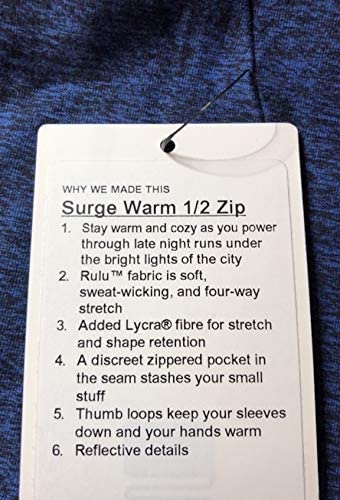 WHY WE MADE THIS
Surge Warm 1/2 Zip
1. Stay warm and cozy as you power
through late night runs under
the bright lights of the city
2. Rulu™ fabric is soft,
sweat-wicking, and four-way
stretch
3. Added Lycra® fibre for stretch
and shape retention
4. A discreet zippered pocket in
the seam stashes your small
stuff
5. Thumb loops keep your sleeves
down and your hands warm
6. Reflective details